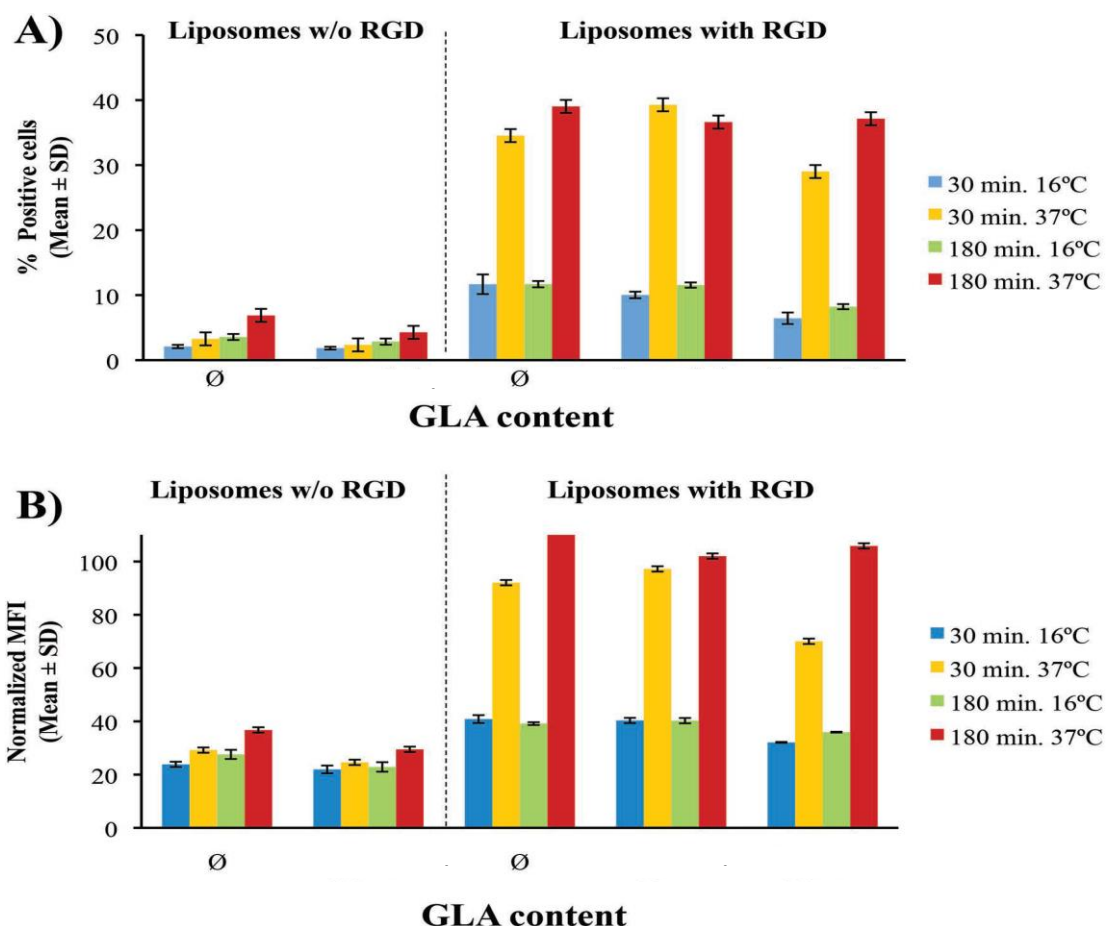 A)
Liposomes w/o RGD
Liposomes with RGD
50
40
30
20
10
0
% Positive cells
(Mean ± SD)
30 min. 16ºC
30 min. 37ºC
180 min. 16ºC
180 min. 37ºC
Ø
Ø
GLA content
B)
Liposomes w/o RGD
Liposomes with RGD
100
80
60
40
20
0
Normalized MFI
(Mean ± SD)
30 min. 16ºC
30 min. 37ºC
180 min. 16ºC
180 min. 37ºC
Ø
Ø
GLA content